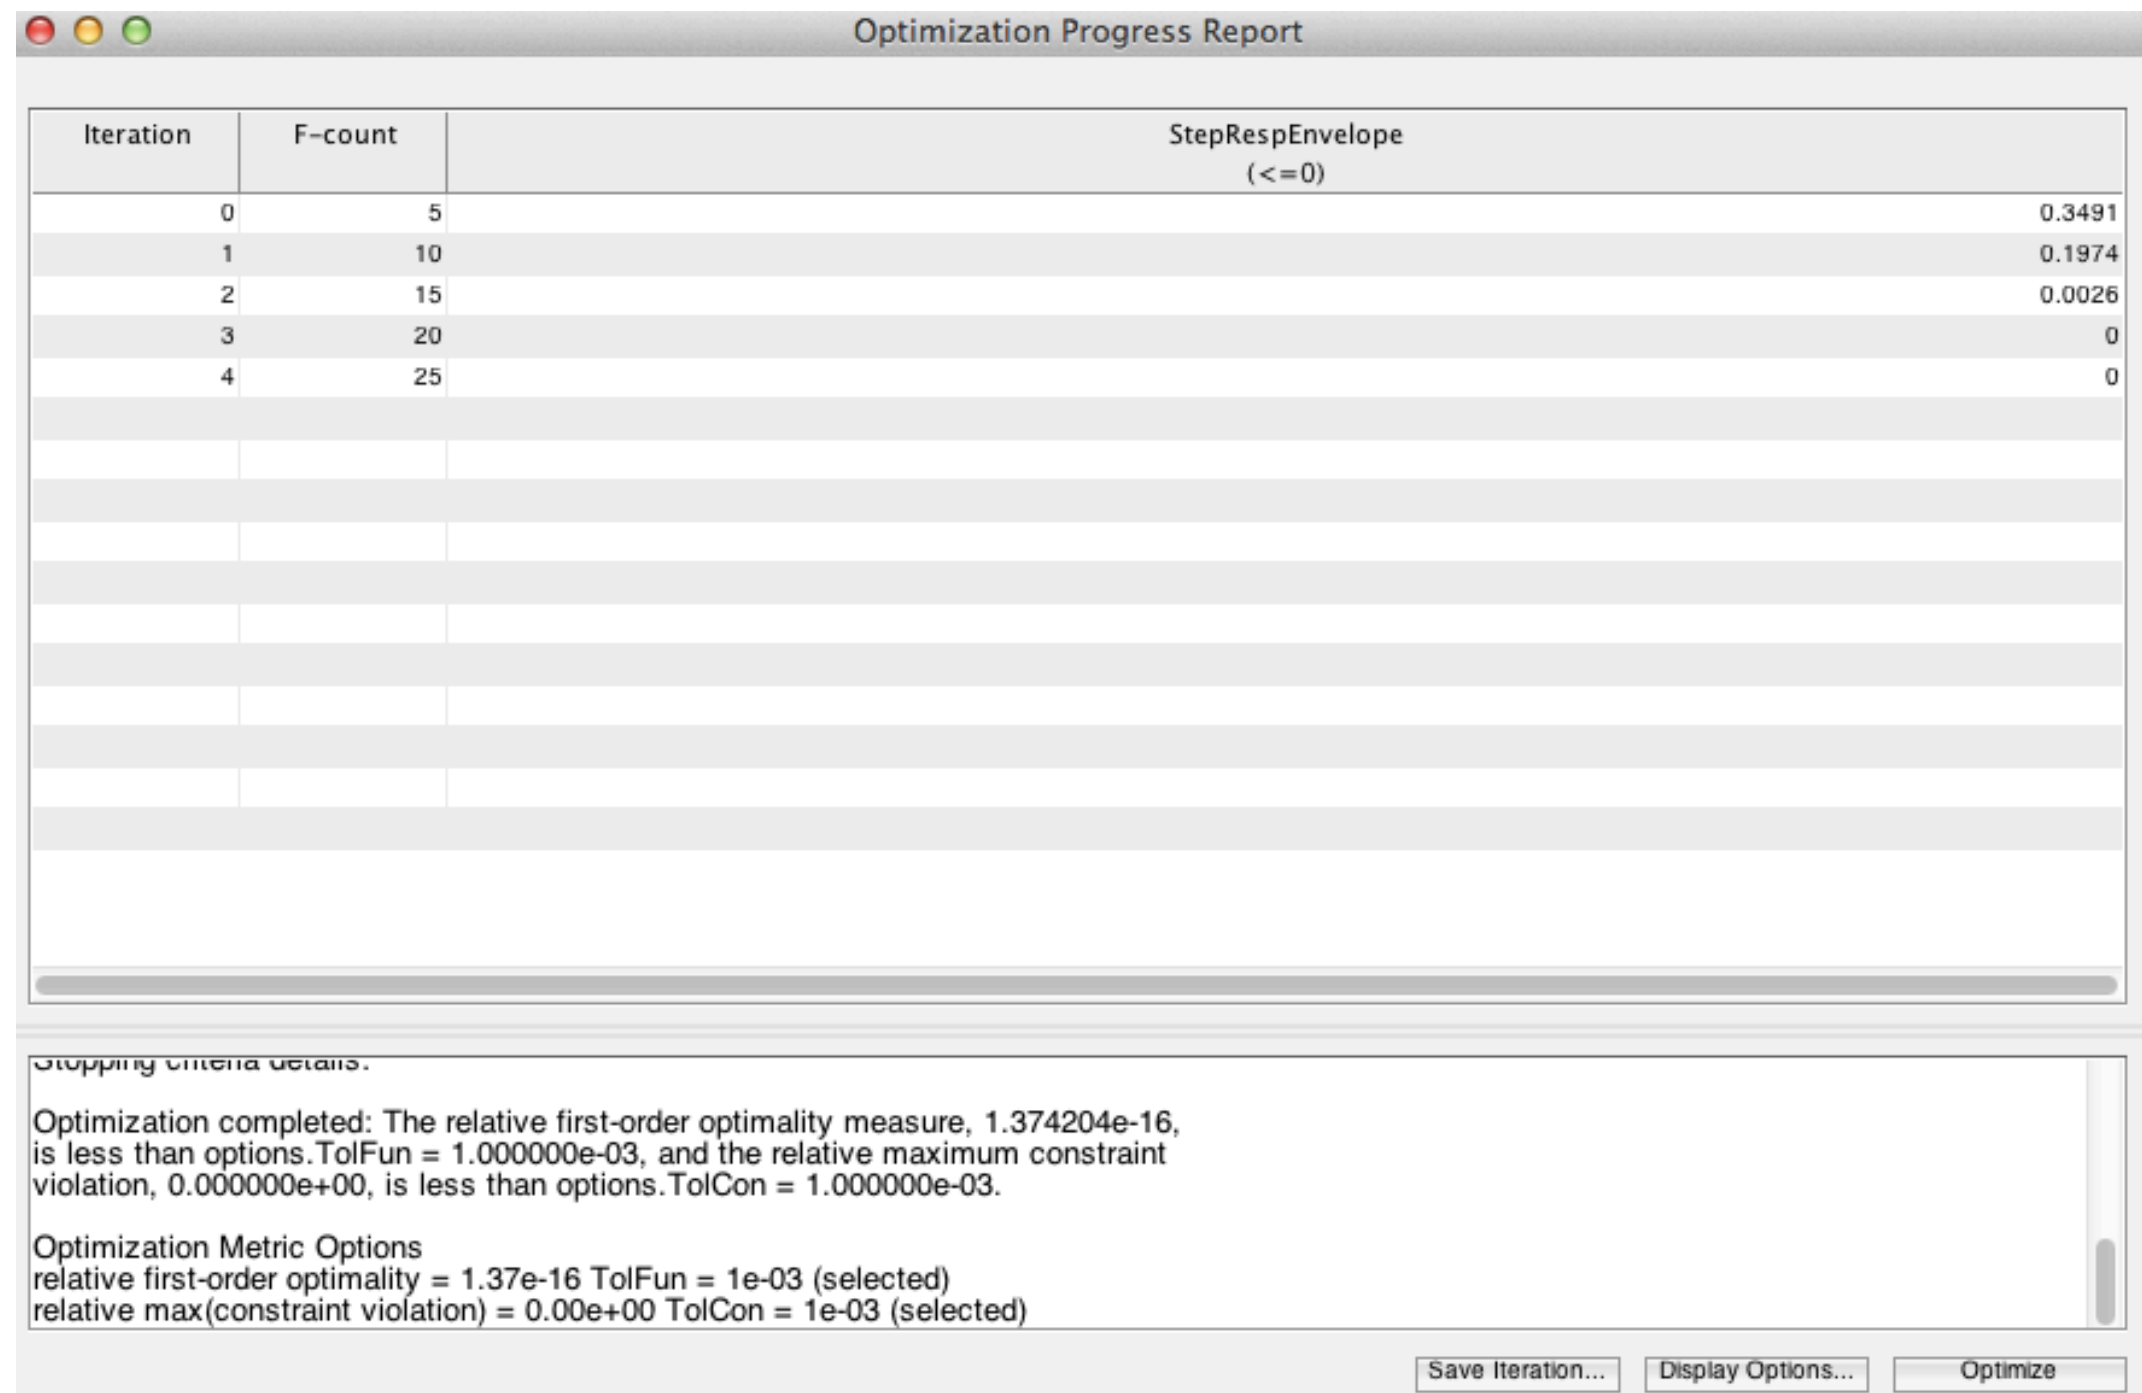 Optimization Progress Report
Iteration F-count StepRespEnvelope
(<=0)
0 5 0.3491
1 10 0.1974
2 15 0.0026
3 20 0
4 25 0
Stopping criteria details:
Optimization completed: The relative first-order optimality measure, 1.374204e-16,
is less than options.TolFun = 1.000000e-03, and the relative maximum constraint
violation, 0.000000e+00, is less than options.TolCon = 1.000000e-03.
Optimization Metric Options
relative first-order optimality = 1.37e-16 TolFun = 1e-03 (selected)
relative max(constraint violation) = 0.00e+00 TolCon = 1e-03 (selected)
Save Iteration... Display Options... Optimize